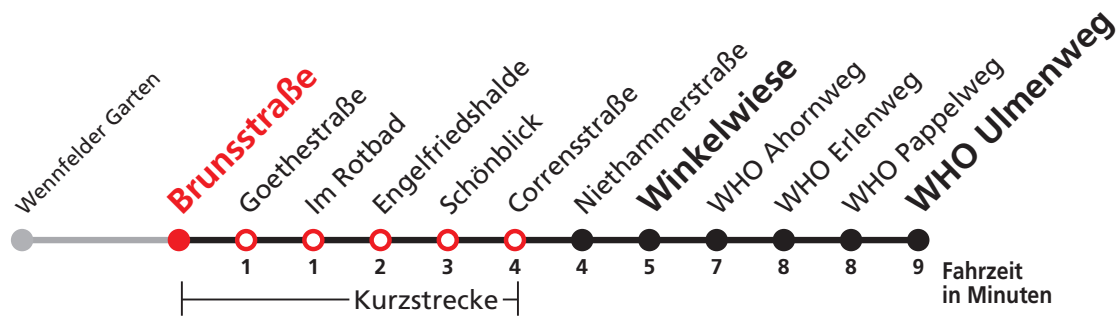 Wennfelder Garten
Brunsstraße
Goethestraße
Im Rotbad
Engelfriedshalde
Schönblick
Corrensstraße
Niethammerstraße
Winkelwiese
WHO Ahornweg
WHO Erlenweg
WHO Pappelweg
WHO Ulmenweg
1 1 2 3 4 4 5 7 8 8 9
Fahrzeit
in Minuten
Kurzstrecke